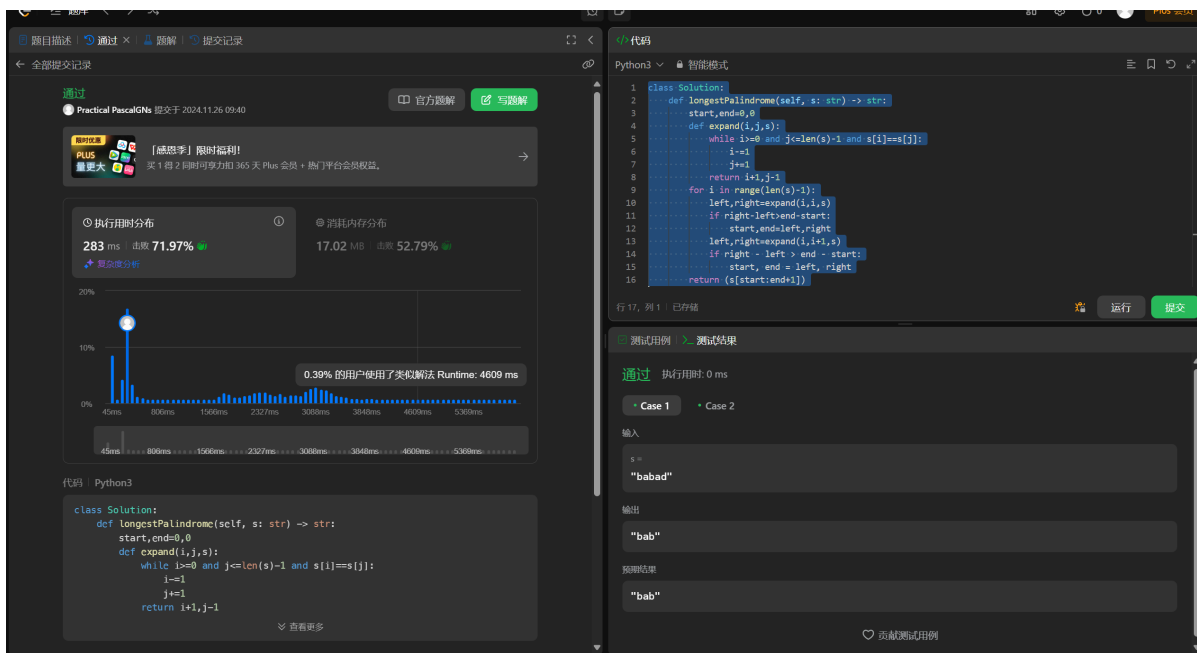 题库
0
Plus 会员
题目描述
通过
题解
提交记录
全部提交记录
通过
Practical PascalGNs 提交于 2024.11.26 09:40
官方题解
写题解
限时优惠
PLUS
量更大
「感恩季」限时福利!
买 1 得 2 同时可享力扣 365 天 Plus 会员 + 热门平台会员权益。
执行用时分布
283 ms 击败 71.97%
复杂度分析
消耗内存分布
17.02 MB 击败 52.79%
20%
10%
0%
0.39% 的用户使用了类似解法 Runtime: 4609 ms
45ms 806ms 1566ms 2327ms 3088ms 3848ms 4609ms 5369ms
45ms 806ms 1566ms 2327ms 3088ms 3848ms 4609ms 5369ms
代码 Python3
class Solution:
    def longestPalindrome(self, s: str) -> str:
        start,end=0,0
        def expand(i,j,s):
            while i>=0 and j<=len(s)-1 and s[i]==s[j]:
                i-=1
                j+=1
            return i+1,j-1
查看更多
</> 代码
Python3
智能模式
1 class Solution:
2     def longestPalindrome(self, s: str) -> str:
3         start,end=0,0
4         def expand(i,j,s):
5             while i>=0 and j<=len(s)-1 and s[i]==s[j]:
6                 i-=1
7                 j+=1
8             return i+1,j-1
9         for i in range(len(s)-1):
10             left,right=expand(i,i,s)
11             if right-left>end-start:
12                 start,end=left,right
13             left,right=expand(i,i+1,s)
14             if right - left > end - start:
15                 start, end = left, right
16         return (s[start:end+1])
行 17, 列 1 已存储
运行
提交
测试用例
测试结果
通过 执行用时: 0 ms
Case 1
Case 2
输入
s =
"babad"
输出
"bab"
预期结果
"bab"
贡献测试用例